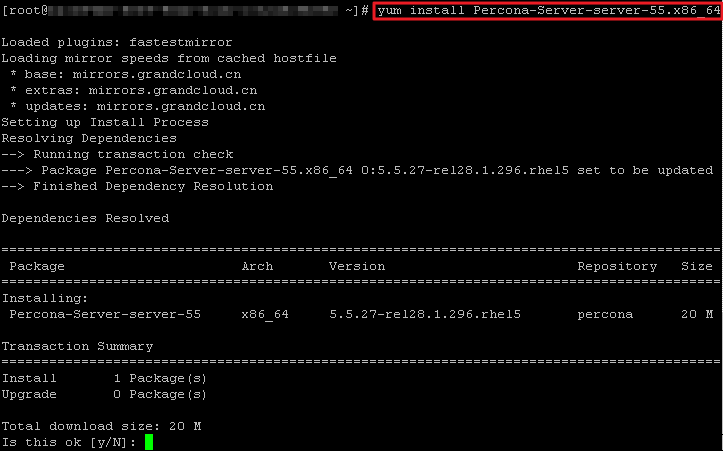 [root@ ~]# yum install Percona-Server-server-55.x86_64
Loaded plugins: fastestmirror
Loading mirror speeds from cached hostfile
 * base: mirrors.grandcloud.cn
 * extras: mirrors.grandcloud.cn
 * updates: mirrors.grandcloud.cn
Setting up Install Process
Resolving Dependencies
--> Running transaction check
---> Package Percona-Server-server-55.x86_64 0:5.5.27-rel28.1.296.rhel5 set to be updated
--> Finished Dependency Resolution
Dependencies Resolved
==========================================================================================
 Package Arch Version Repository Size
==========================================================================================
Installing:
 Percona-Server-server-55 x86_64 5.5.27-rel28.1.296.rhel5 percona 20 M
Transaction Summary
==========================================================================================
Install 1 Package(s)
Upgrade 0 Package(s)
Total download size: 20 M
Is this ok [y/N]: